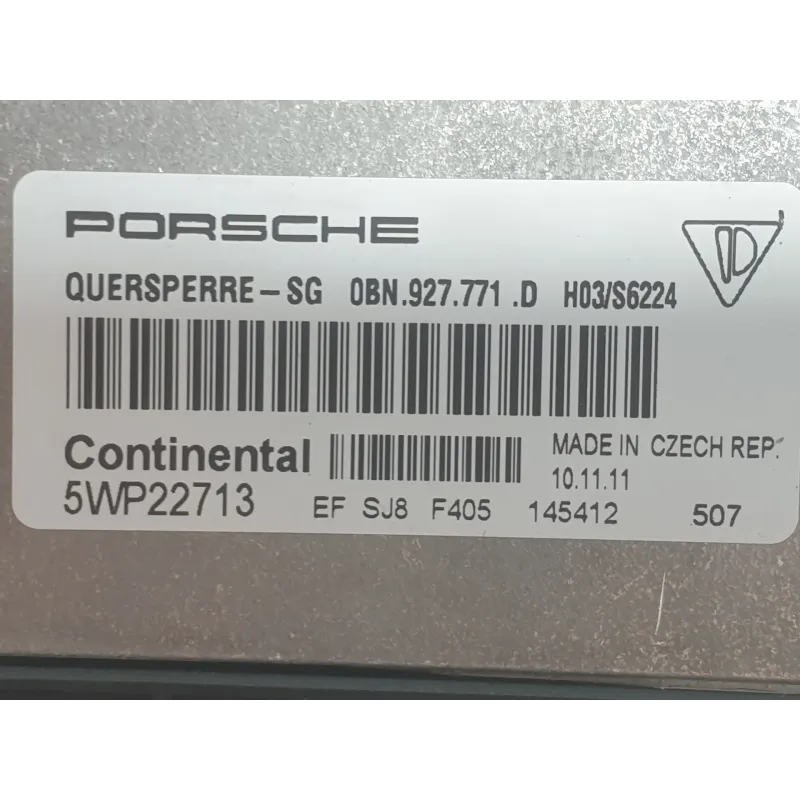 PORSCHE
QUERSPERRE-SG 0BN.927.771 .D H03/S6224
Continental
MADE IN CZECH REP.
10.11.11
5WP22713 EF SJ8 F405 145412 507